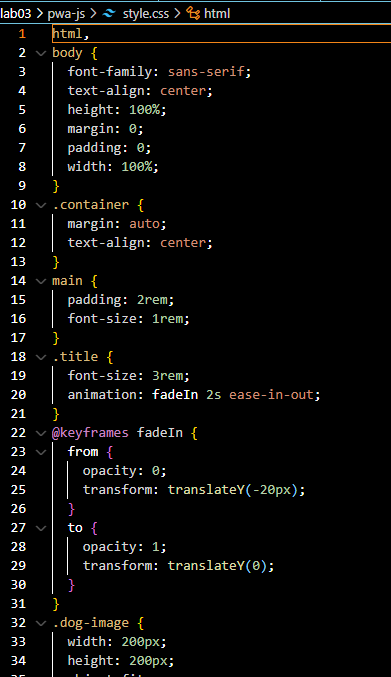 lab03 > pwa-js > style.css > html
1 html,
2 body {
3 font-family: sans-serif;
4 text-align: center;
5 height: 100%;
6 margin: 0;
7 padding: 0;
8 width: 100%;
9 }
10 .container {
11 margin: auto;
12 text-align: center;
13 }
14 main {
15 padding: 2rem;
16 font-size: 1rem;
17 }
18 .title {
19 font-size: 3rem;
20 animation: fadeIn 2s ease-in-out;
21 }
22 @keyframes fadeIn {
23 from {
24 opacity: 0;
25 transform: translateY(-20px);
26 }
27 to {
28 opacity: 1;
29 transform: translateY(0);
30 }
31 }
32 .dog-image {
33 width: 200px;
34 height: 200px;